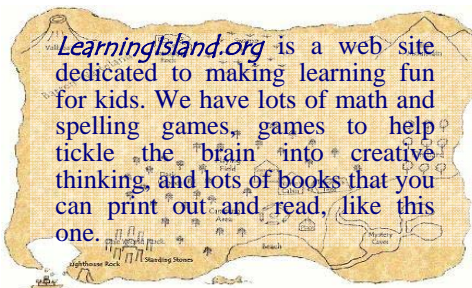 LearningIsland.org is a web site
dedicated to making learning fun
for kids. We have lots of math and
spelling games, games to help
tickle the brain into creative
thinking, and lots of books that you
can print out and read, like this
one.
Lighthouse Rock
Standing Stones
Beach
Mystery
Caves